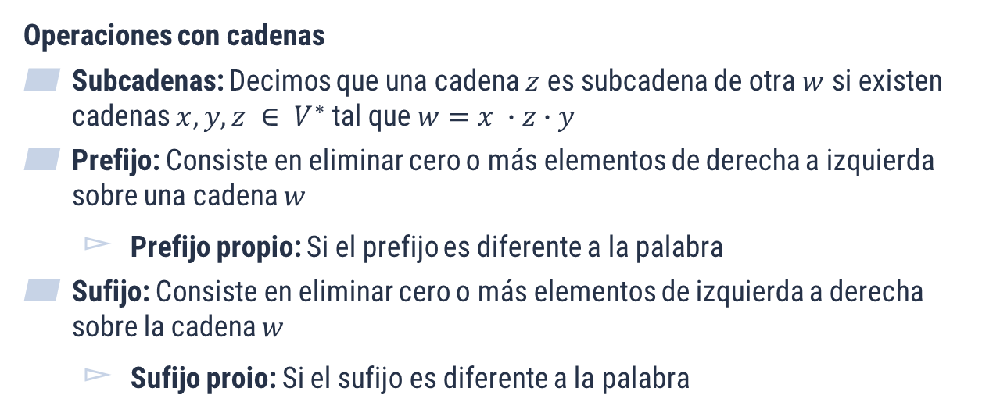 Operaciones con cadenas
Subcadenas: Decimos que una cadena z es subcadena de otra w si existen
cadenas x, y, z ∈ V* tal que w = x · z · y
Prefijo: Consiste en eliminar cero o más elementos de derecha a izquierda
sobre una cadena w
Prefijo propio: Si el prefijo es diferente a la palabra
Sufijo: Consiste en eliminar cero o más elementos de izquierda a derecha
sobre la cadena w
Sufijo proio: Si el sufijo es diferente a la palabra